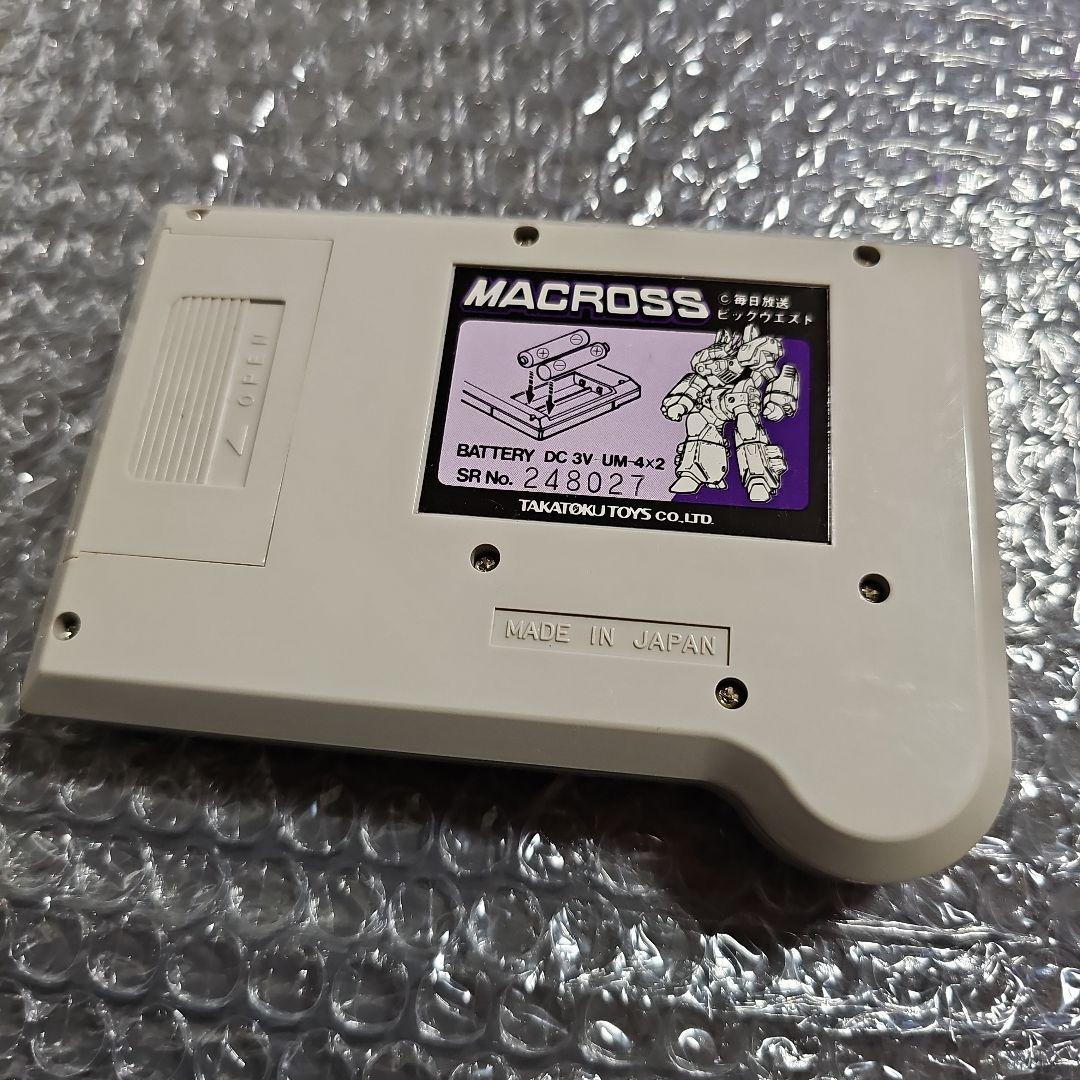 MACROSS
© 毎日放送
ビックウエスト
BATTERY DC 3V UM-4×2
SR No. 248027
TAKATOKU TOYS CO.,LTD.
OPEN
MADE IN JAPAN